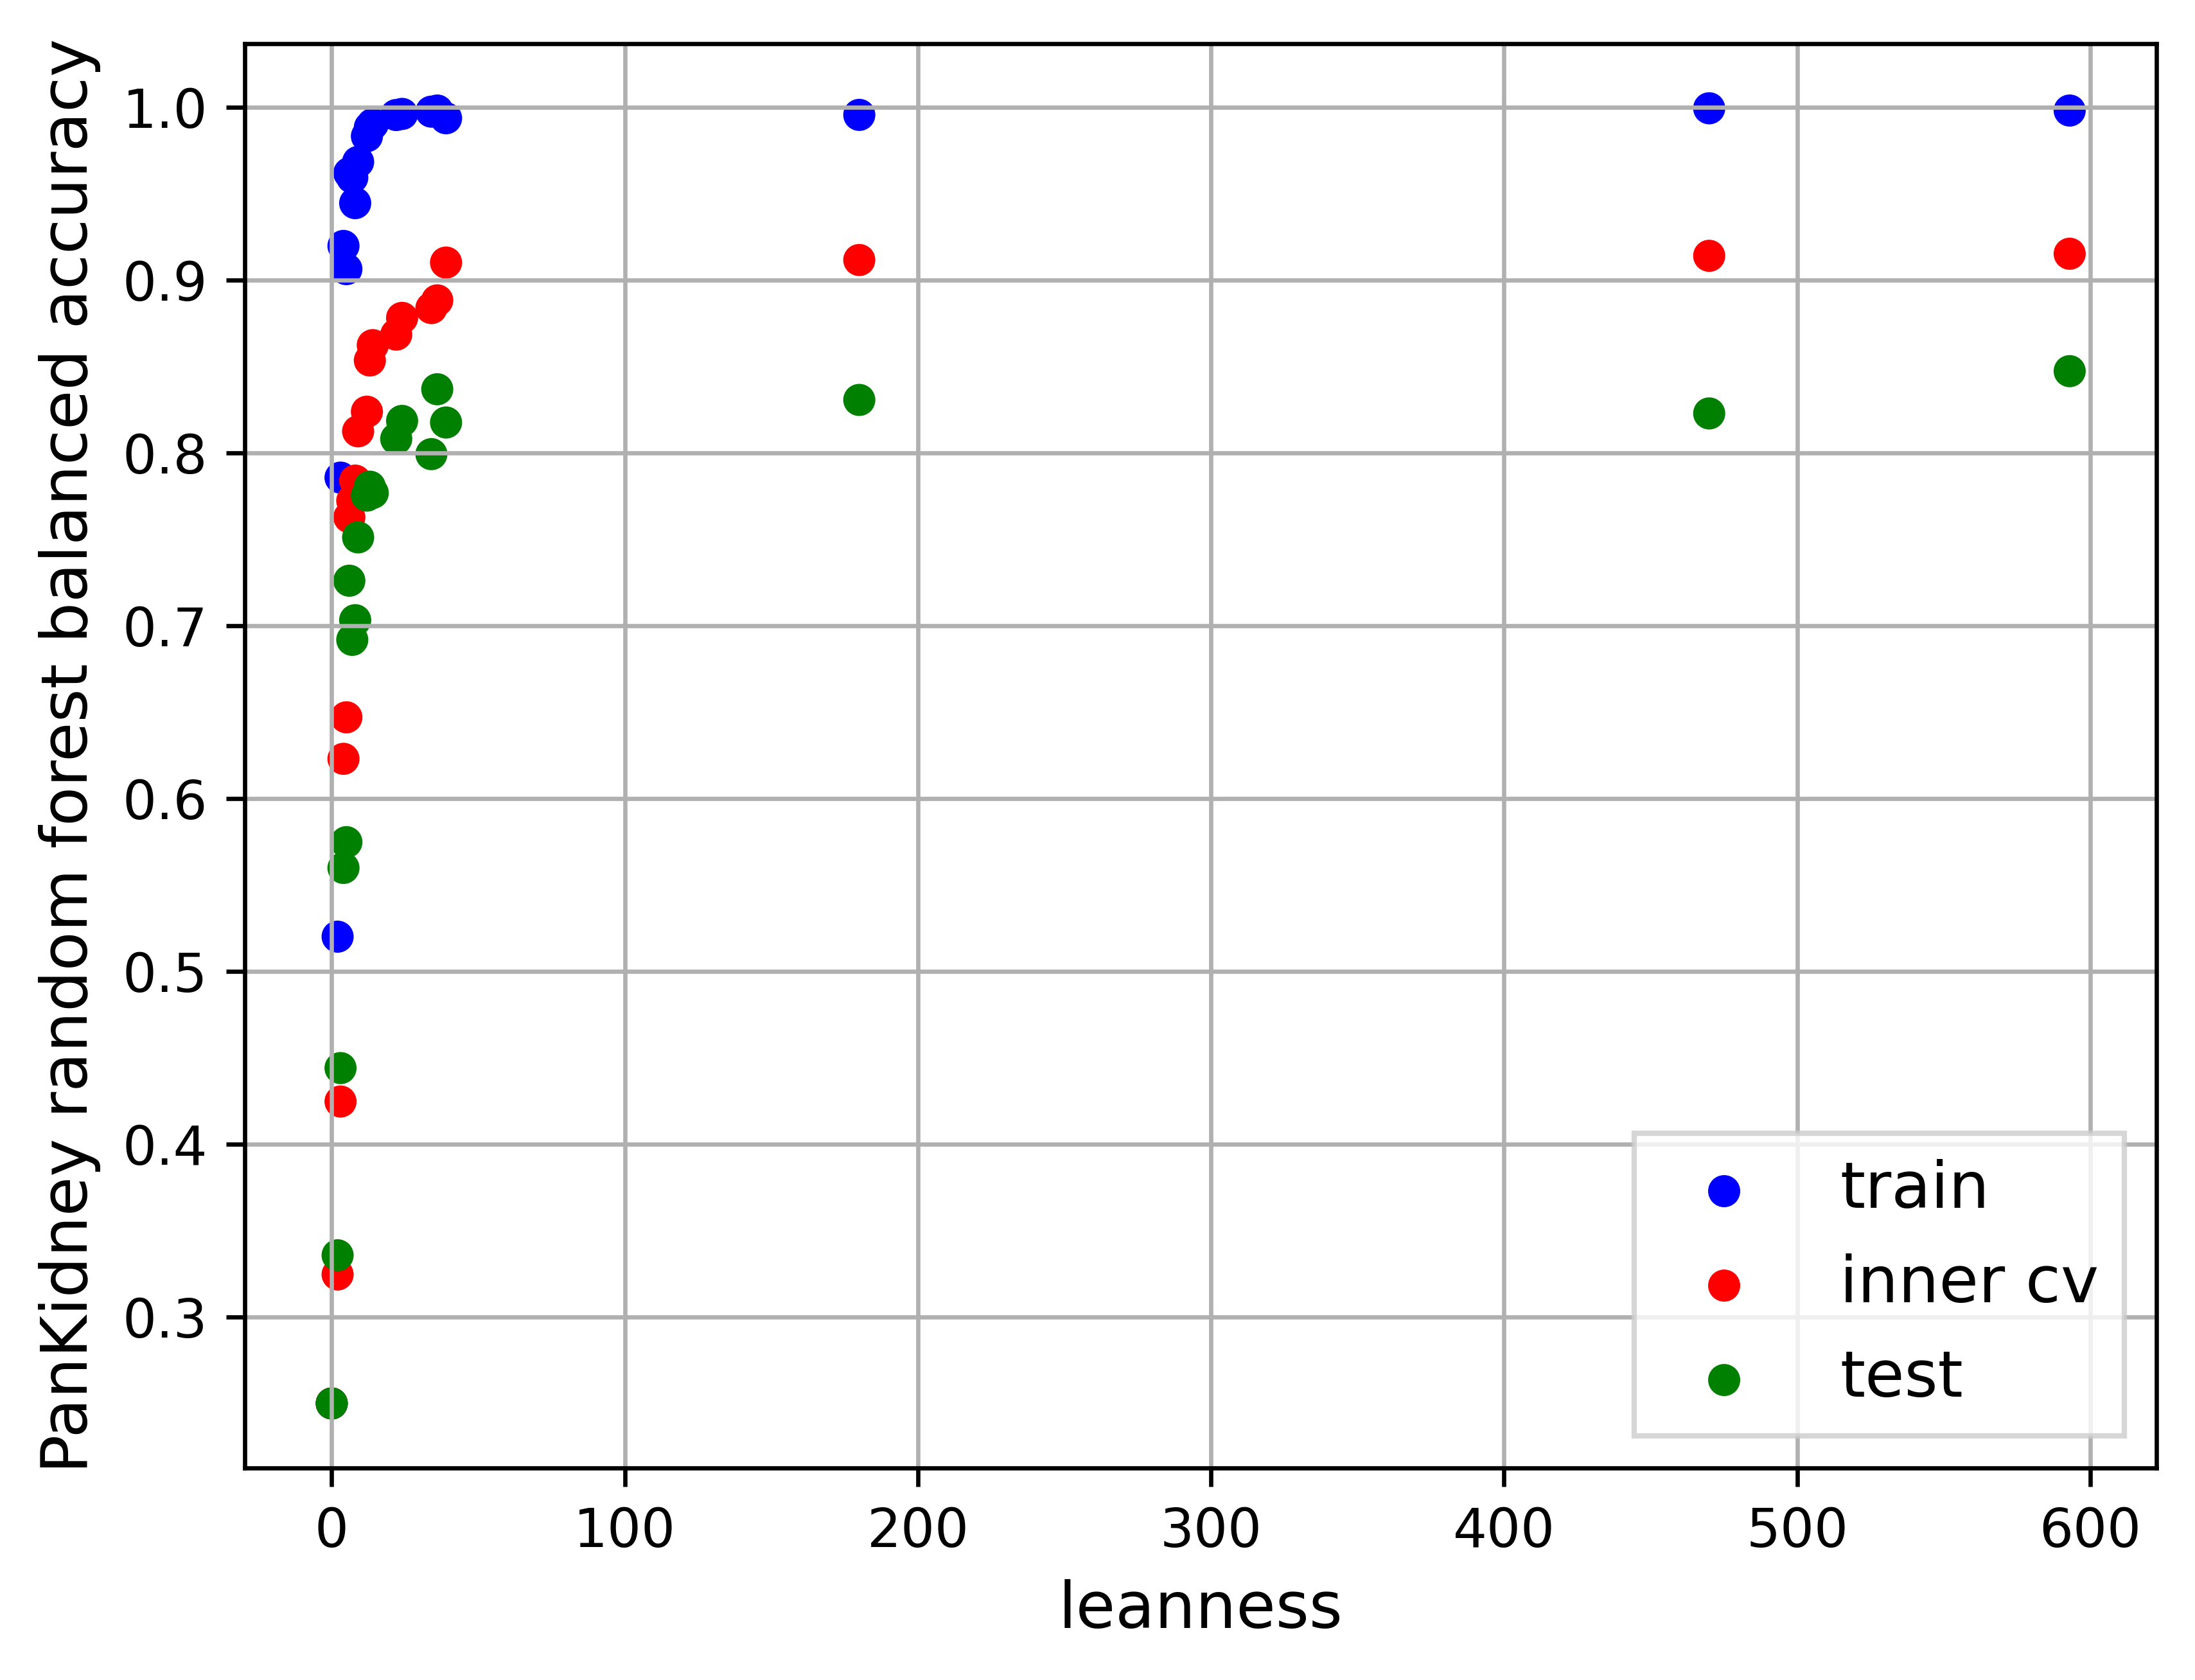 PanKidney random forest balanced accuracy
1.0
0.9
0.8
0.7
0.6
0.5
0.4
0.3
train
inner cv
test
0 100 200 300 400 500 600
leanness